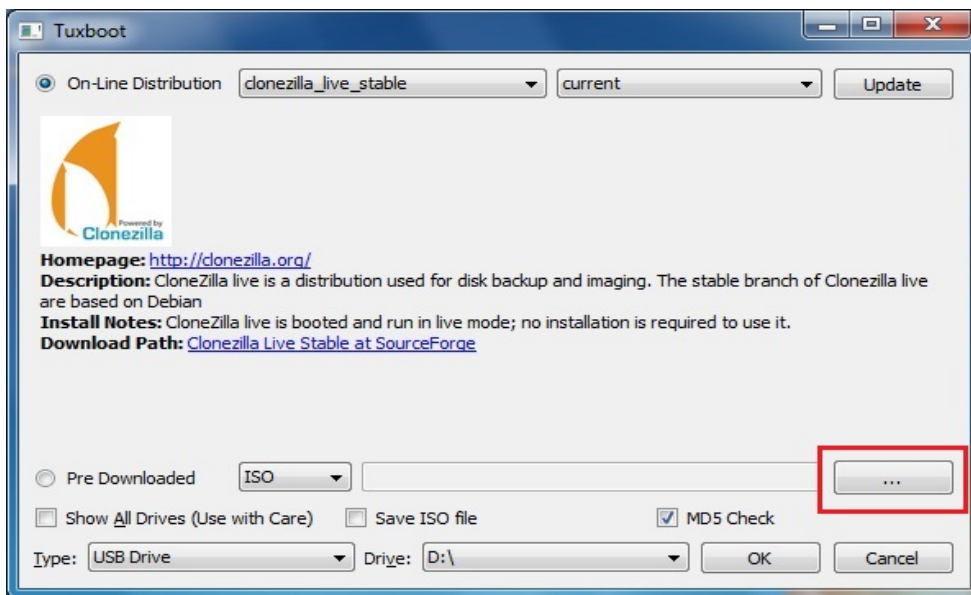 Tuxboot
On-Line Distribution clonezilla_live_stable current Update
Powered by
Clonezilla
Homepage: http://clonezilla.org/
Description: CloneZilla live is a distribution used for disk backup and imaging. The stable branch of Clonezilla live
are based on Debian
Install Notes: CloneZilla live is booted and run in live mode; no installation is required to use it.
Download Path: Clonezilla Live Stable at SourceForge
Pre Downloaded ISO ...
Show All Drives (Use with Care) Save ISO file MD5 Check
Type: USB Drive Drive: D:\ OK Cancel